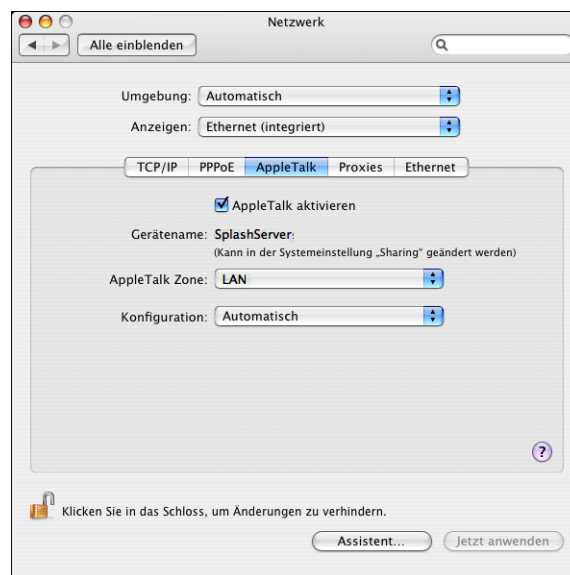 Netzwerk
Alle einblenden
Umgebung: Automatisch
Anzeigen: Ethernet (integriert)
TCP/IP PPPoE AppleTalk Proxies Ethernet
AppleTalk aktivieren
Gerätename: SplashServer
(Kann in der Systemeinstellung „Sharing" geändert werden)
AppleTalk Zone: LAN
Konfiguration: Automatisch
?
Klicken Sie in das Schloss, um Änderungen zu verhindern.
Assistent... Jetzt anwenden